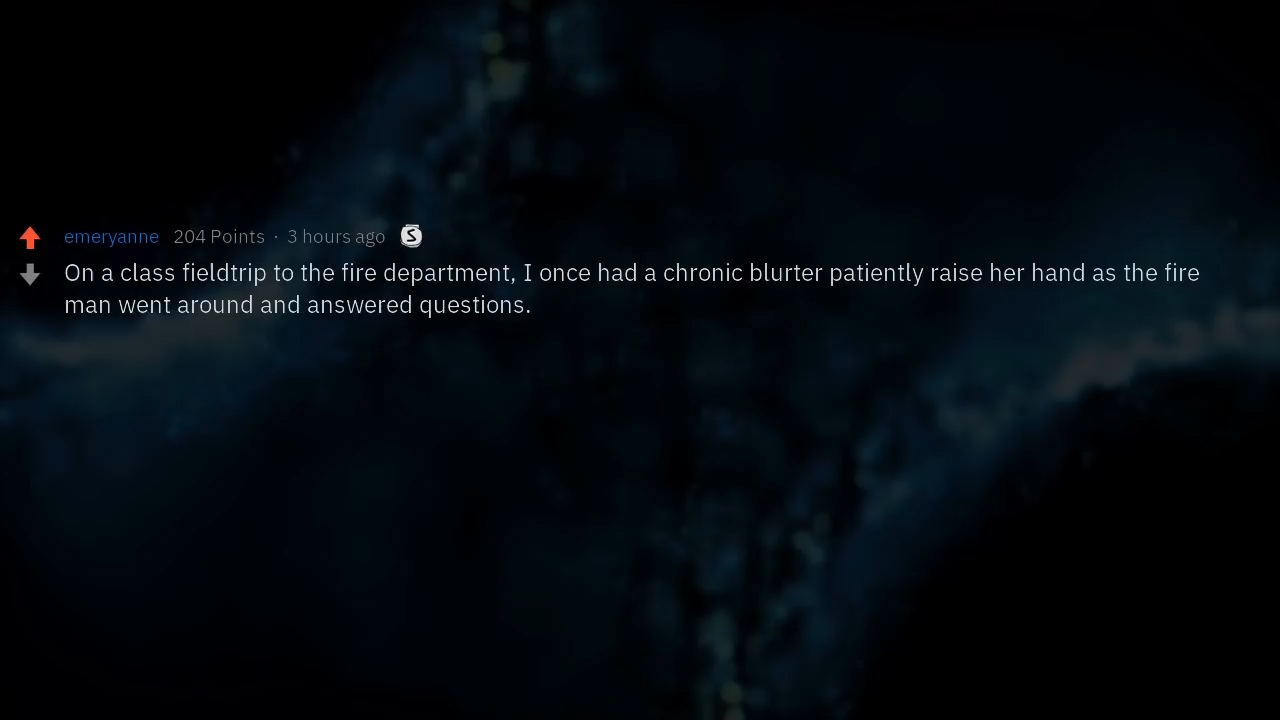 emeryanne 204 Points · 3 hours ago S
On a class fieldtrip to the fire department, I once had a chronic blurter patiently raise her hand as the fire
man went around and answered questions.